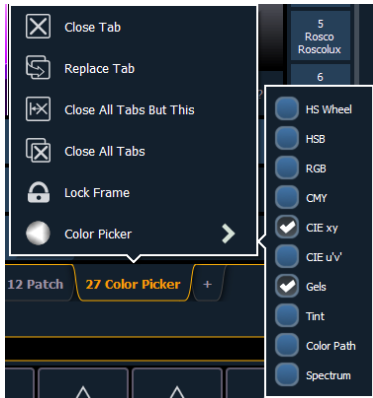 Close Tab
Replace Tab
Close All Tabs But This
Close All Tabs
Lock Frame
Color Picker
5
Rosco
Roscolux
6
HS Wheel
HSB
RGB
CMY
CIE xy
CIE u'v'
Gels
Tint
Color Path
Spectrum
12 Patch
27 Color Picker
+